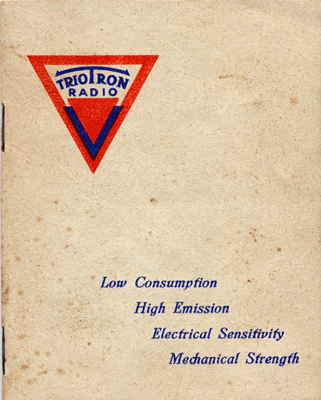 TRIOTRON
RADIO
Low Consumption
High Emission
Electrical Sensitivity
Mechanical Strength